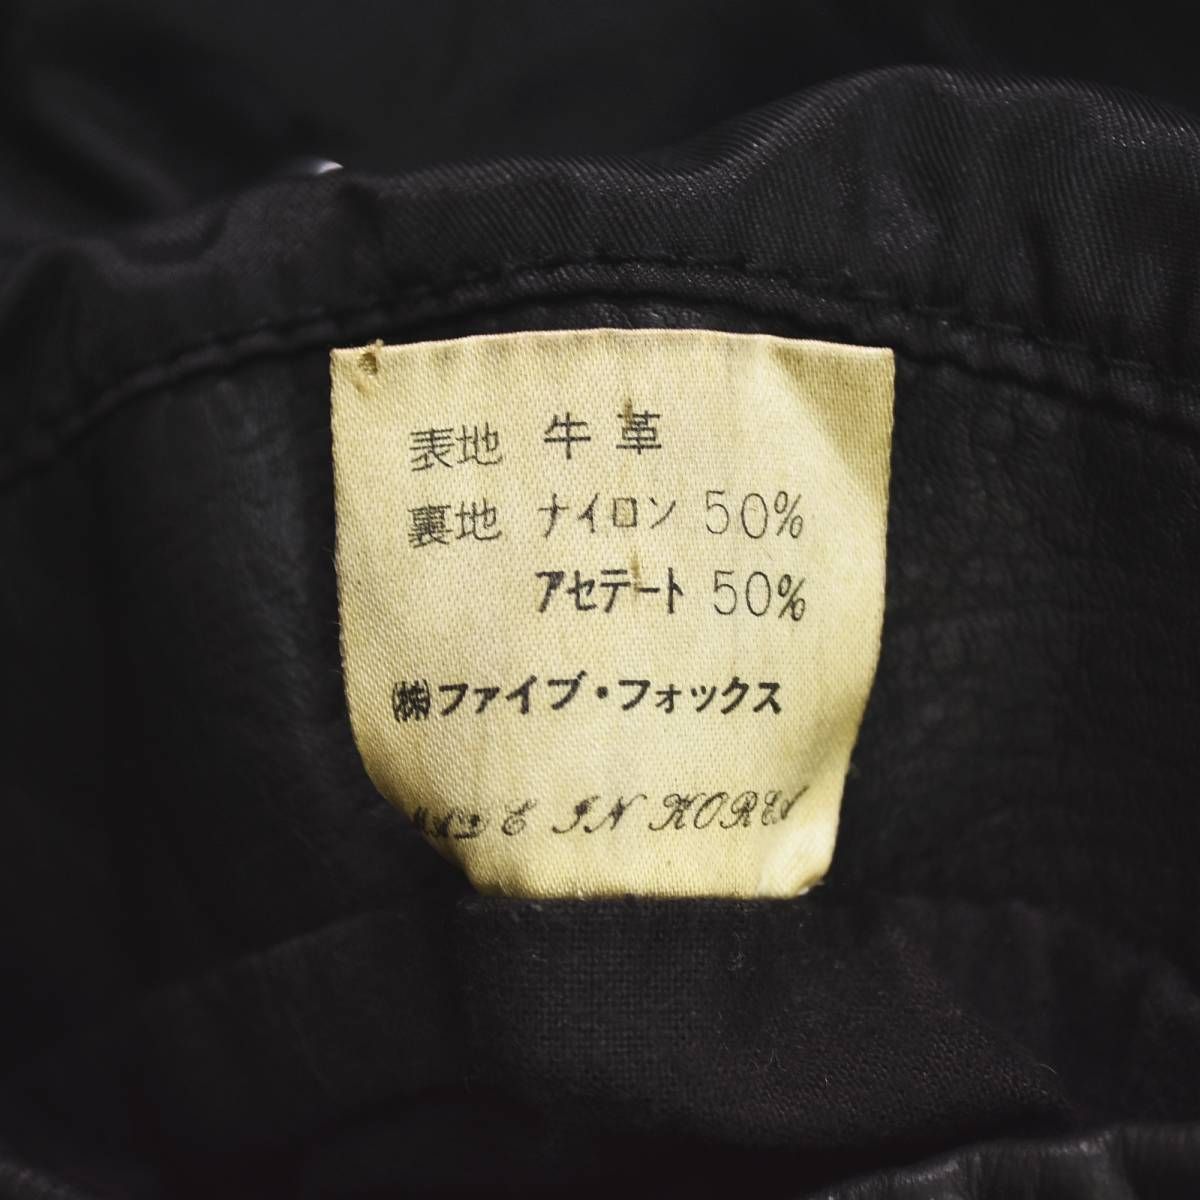 表地 牛革
裏地 ナイロン 50%
アセテート 50%
㈱ファイブ・フォックス
MADE IN KOREA